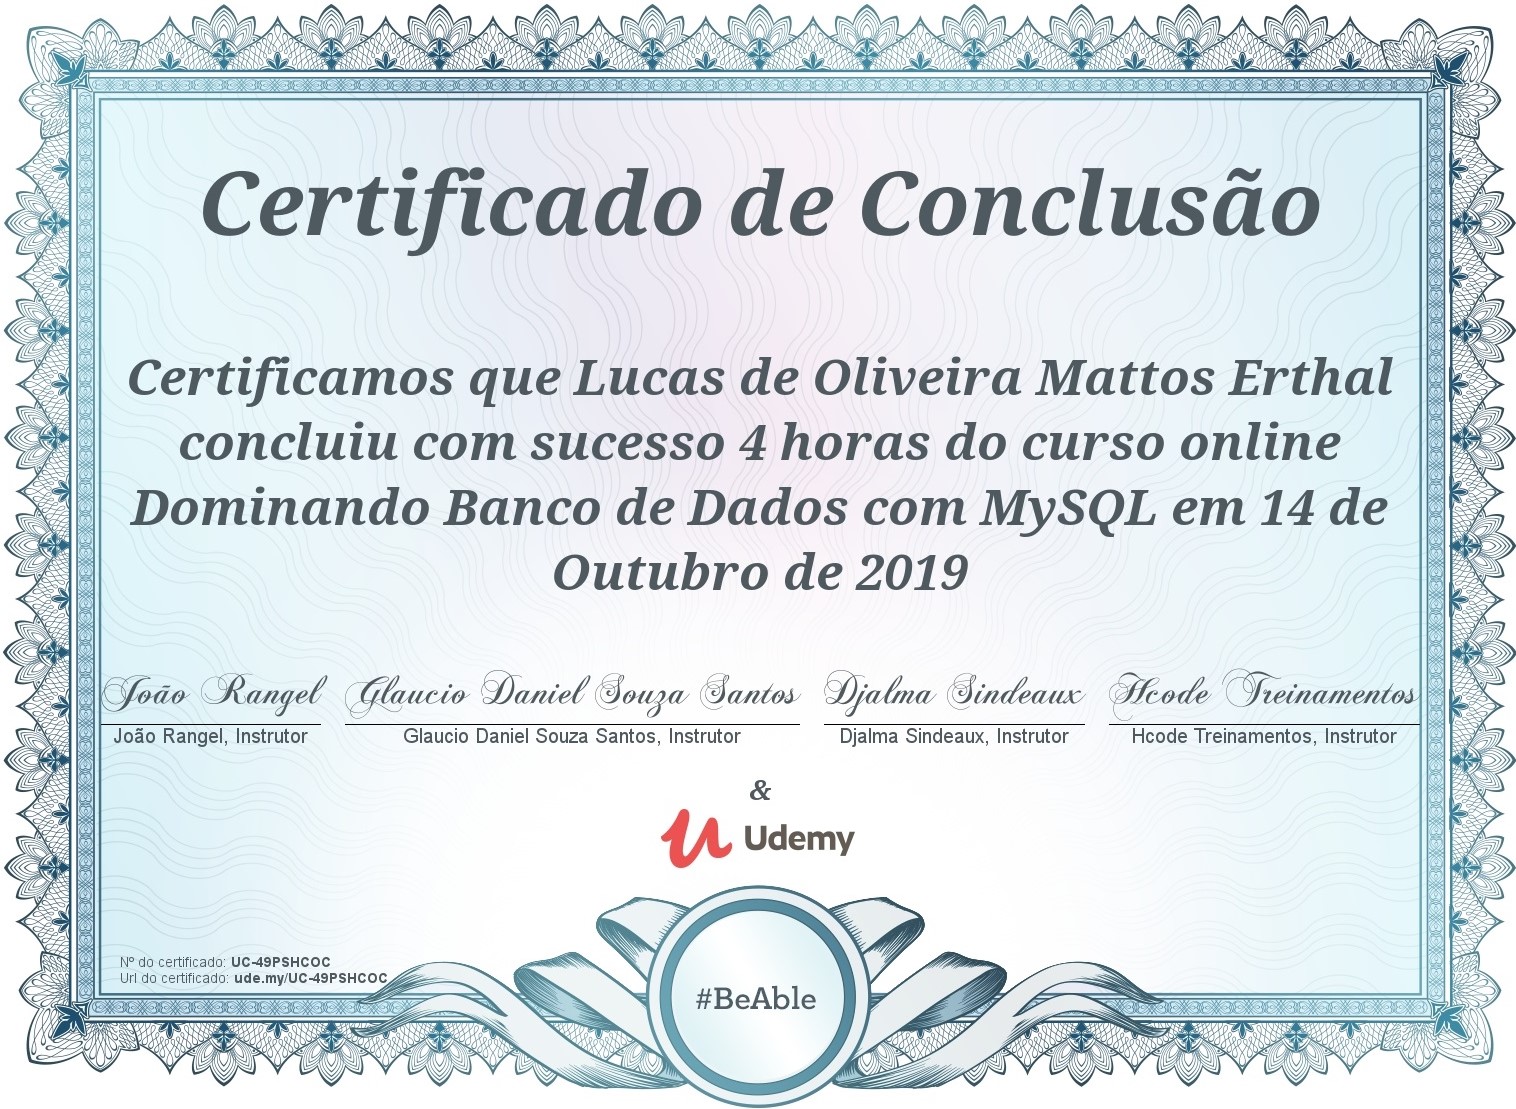 Certificado de Conclusão
Certificamos que Lucas de Oliveira Mattos Erthal
concluiu com sucesso 4 horas do curso online
Dominando Banco de Dados com MySQL em 14 de
Outubro de 2019
João Rangel Glaucio Daniel Souza Santos Djalma Sindeaux Hcode Treinamentos
João Rangel, Instrutor Glaucio Daniel Souza Santos, Instrutor Djalma Sindeaux, Instrutor Hcode Treinamentos, Instrutor
&
Udemy
Nº do certificado: UC-49PSHCOC
Url do certificado: ude.my/UC-49PSHCOC
#BeAble